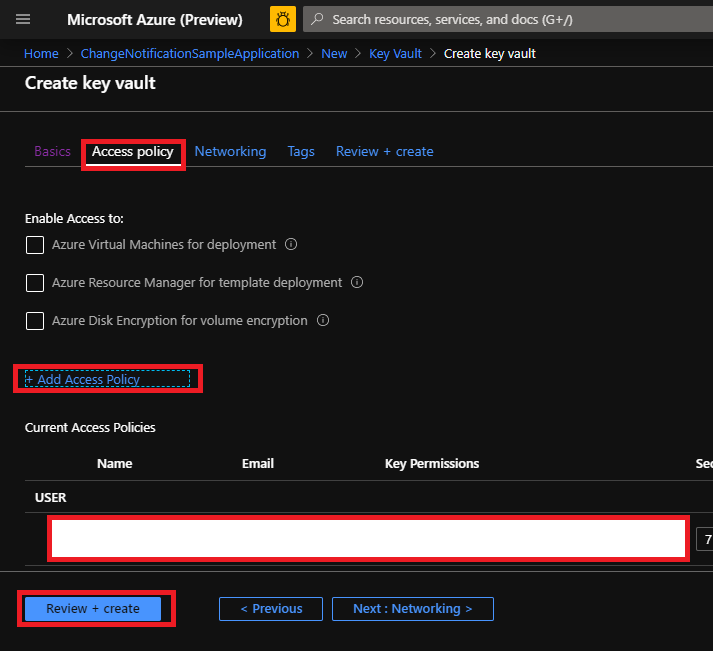 Microsoft Azure (Preview) Search resources, services, and docs (G+/)
Home > ChangeNotificationSampleApplication > New > Key Vault > Create key vault
Create key vault
Basics Access policy Networking Tags Review + create
Enable Access to:
Azure Virtual Machines for deployment
Azure Resource Manager for template deployment
Azure Disk Encryption for volume encryption
+ Add Access Policy
Current Access Policies
Name Email Key Permissions Sec
USER
7
Review + create < Previous Next : Networking >